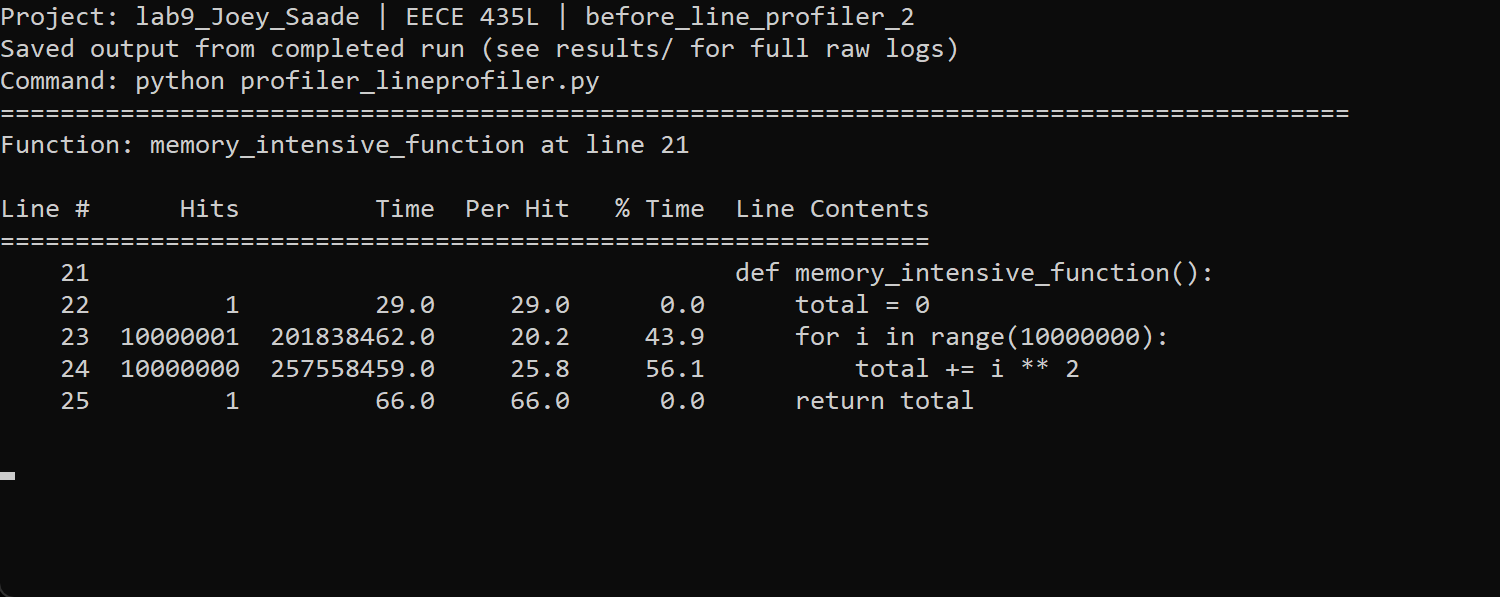 Project: lab9_Joey_Saade | EECE 435L | before_line_profiler_2
Saved output from completed run (see results/ for full raw logs)
Command: python profiler_lineprofiler.py
==========================================================================================
Function: memory_intensive_function at line 21
Line #      Hits         Time  Per Hit   % Time  Line Contents
==============================================================
    21                                           def memory_intensive_function():
    22         1         29.0     29.0      0.0      total = 0
    23  10000001  201838462.0     20.2     43.9      for i in range(10000000):
    24  10000000  257558459.0     25.8     56.1          total += i ** 2
    25         1         66.0     66.0      0.0      return total